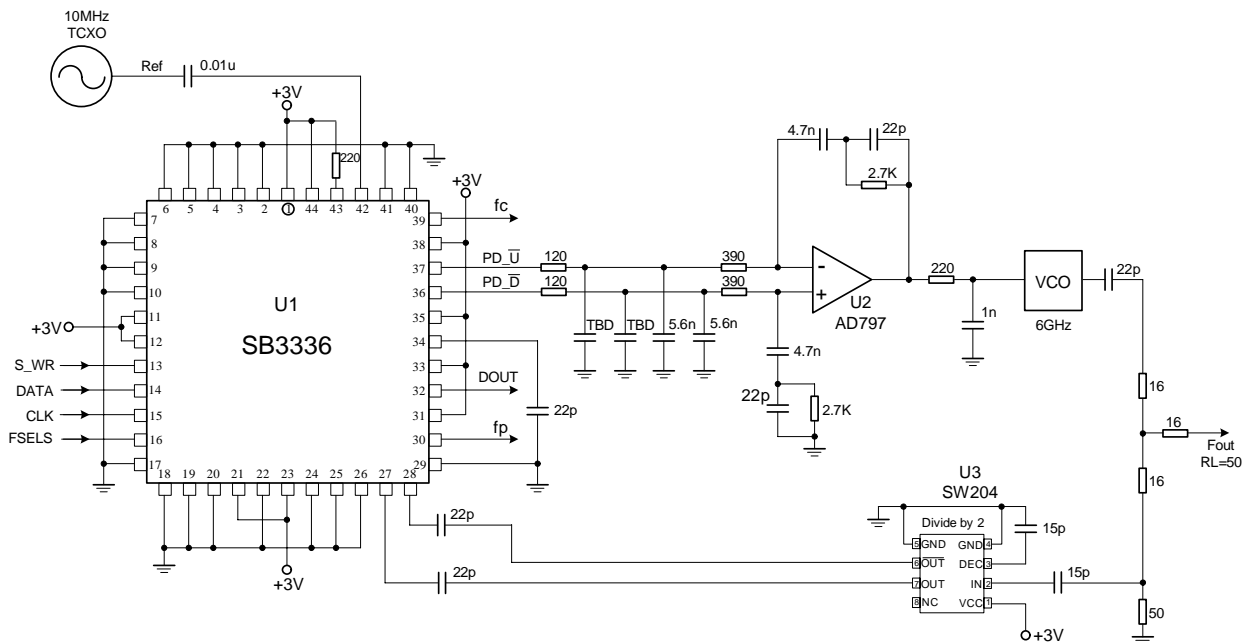 10MHz
TCXO
Ref
0.01u
+3V
220
+3V
6 5 4 3 2 1 44 43 42 41 40
7
8
9
10
11
12
13
14
15
16
17
39
38
37
36
35
34
33
32
31
30
29
18 19 20 21 22 23 24 25 26 27 28
U1
SB3336
+3V
S_WR
DATA
CLK
FSELS
fc
PD_U
PD_D
DOUT
fp
22p
+3V
120
120
TBD
TBD
5.6n
5.6n
390
390
4.7n
22p
2.7K
-
+
U2
AD797
4.7n
22p
2.7K
220
1n
VCO
6GHz
22p
16
16
Fout
RL=50
16
U3
SW204
Divide by 2
5 GND GND 4
6 OUT DEC 3
7 OUT IN 2
8 NC VCC 1
15p
15p
22p
22p
50
+3V